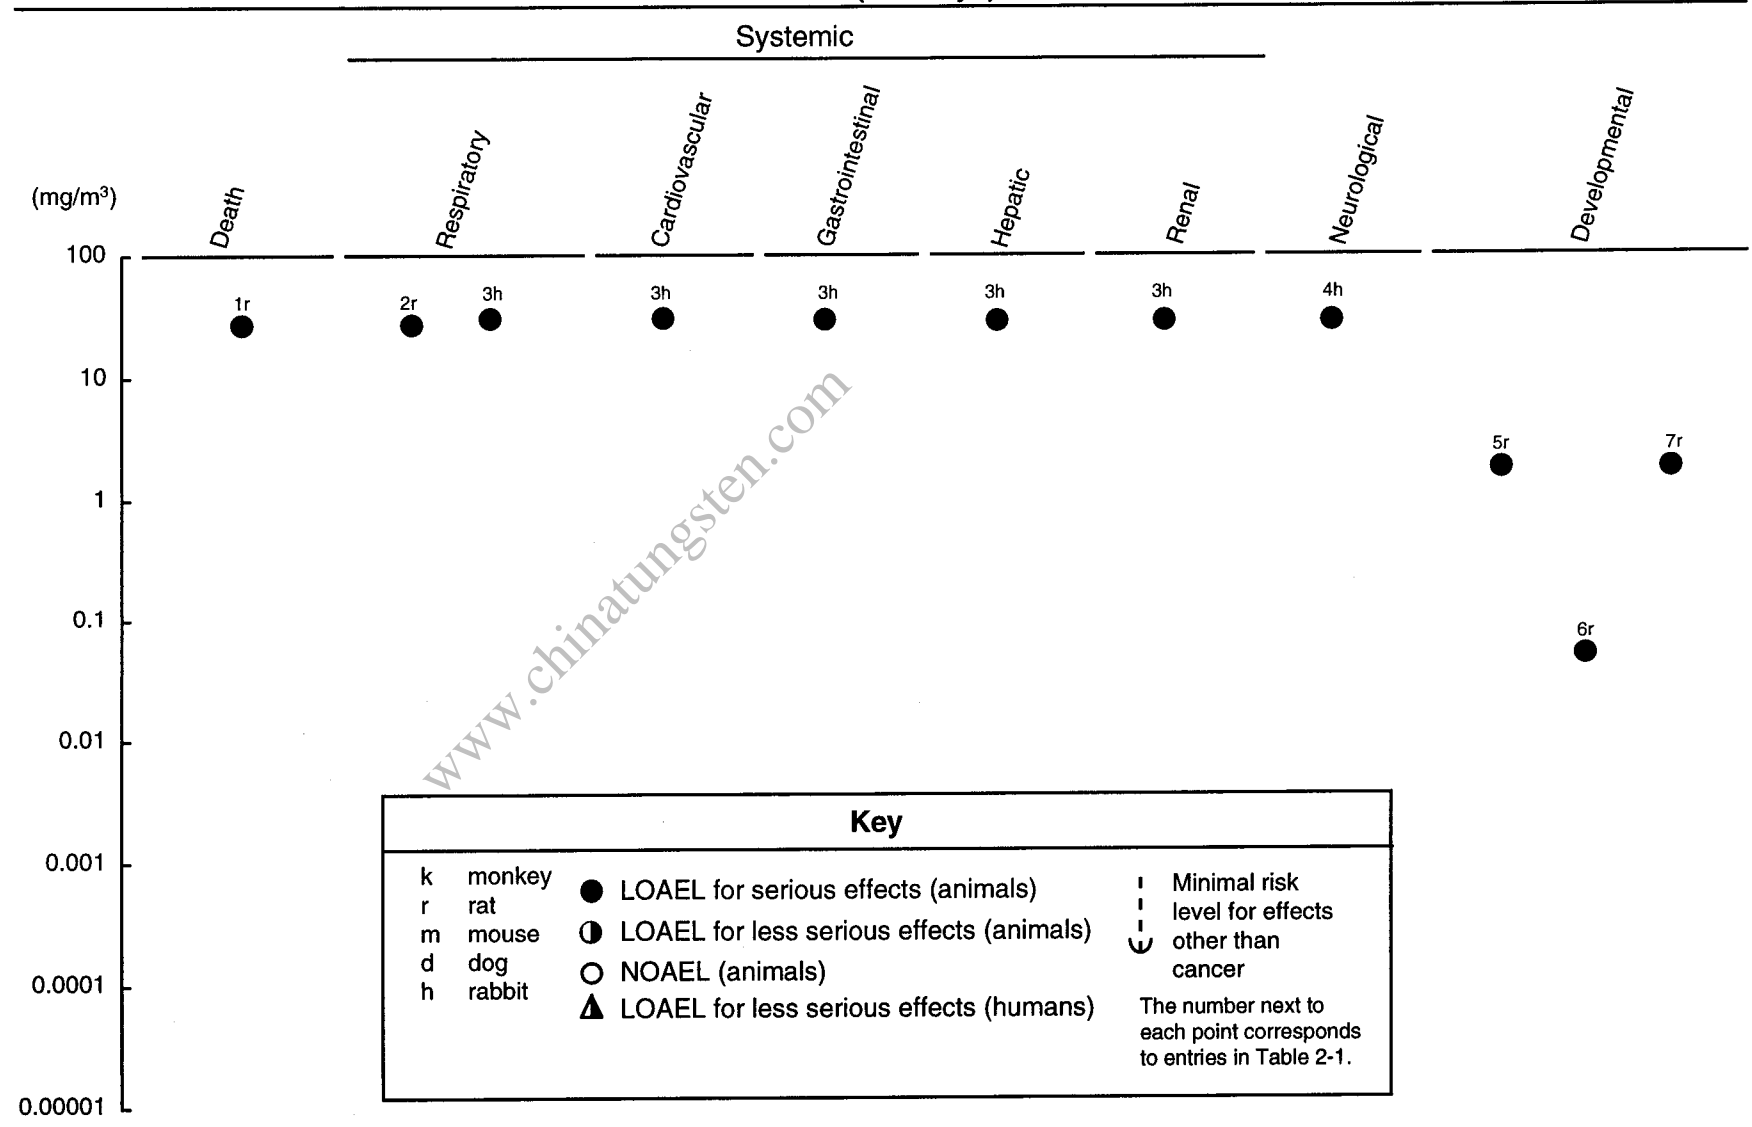 Systemic
(mg/m³)
Death
Respiratory
Cardiovascular
Gastrointestinal
Hepatic
Renal
Neurological
Developmental
100
10
1
0.1
0.01
0.001
0.0001
0.00001
1r
2r
3h
3h
3h
3h
3h
4h
5r
7r
6r
www.chinatungsten.com
Key
k monkey
r rat
m mouse
d dog
h rabbit
LOAEL for serious effects (animals)
LOAEL for less serious effects (animals)
NOAEL (animals)
LOAEL for less serious effects (humans)
Minimal risk
level for effects
other than
cancer
The number next to
each point corresponds
to entries in Table 2-1.